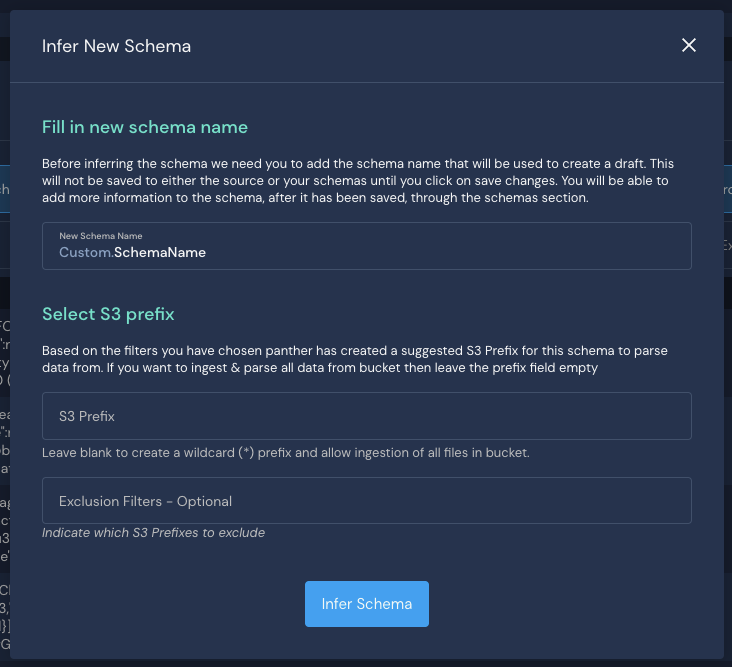 Infer New Schema
Fill in new schema name
Before inferring the schema we need you to add the schema name that will be used to create a draft. This
will not be saved to either the source or your schemas until you click on save changes. You will be able to
add more information to the schema, after it has been saved, through the schemas section.
New Schema Name
Custom.SchemaName
Select S3 prefix
Based on the filters you have chosen panther has created a suggested S3 Prefix for this schema to parse
data from. If you want to ingest & parse all data from bucket then leave the prefix field empty
S3 Prefix
Leave blank to create a wildcard (*) prefix and allow ingestion of all files in bucket.
Exclusion Filters - Optional
Indicate which S3 Prefixes to exclude
Infer Schema